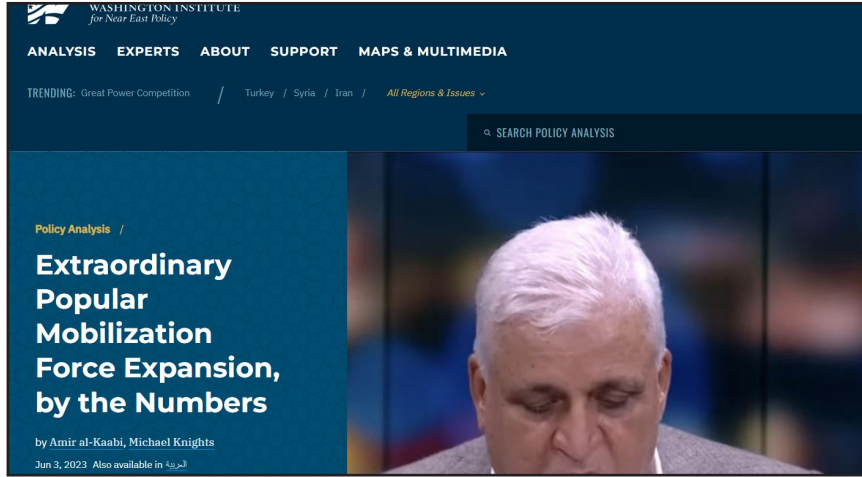 WASHINGTON INSTITUTE
for Near East Policy
ANALYSIS EXPERTS ABOUT SUPPORT MAPS & MULTIMEDIA
TRENDING: Great Power Competition / Turkey / Syria / Iran / All Regions & Issues
SEARCH POLICY ANALYSIS
Policy Analysis /
Extraordinary
Popular
Mobilization
Force Expansion,
by the Numbers
by Amir al-Kaabi, Michael Knights
Jun 3, 2023 Also available in العربية